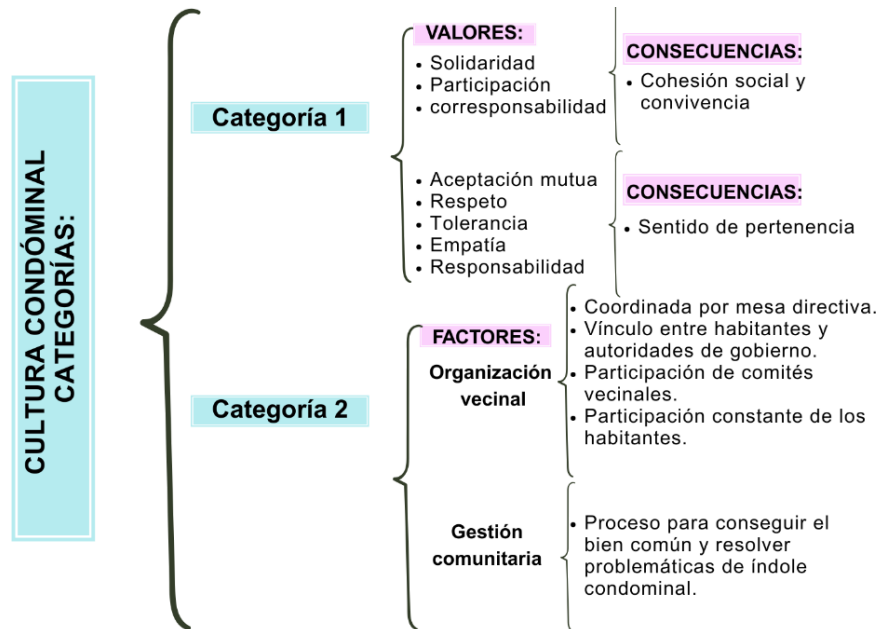 CULTURA CONDÓMINAL
CATEGORÍAS:
Categoría 1
VALORES:
• Solidaridad
• Participación
• corresponsabilidad
CONSECUENCIAS:
• Cohesión social y
convivencia
• Aceptación mutua
• Respeto
• Tolerancia
• Empatía
• Responsabilidad
CONSECUENCIAS:
• Sentido de pertenencia
Categoría 2
FACTORES:
Organización
vecinal
• Coordinada por mesa directiva.
• Vínculo entre habitantes y
autoridades de gobierno.
• Participación de comités
vecinales.
• Participación constante de los
habitantes.
Gestión
comunitaria
• Proceso para conseguir el
bien común y resolver
problemáticas de índole
condominal.